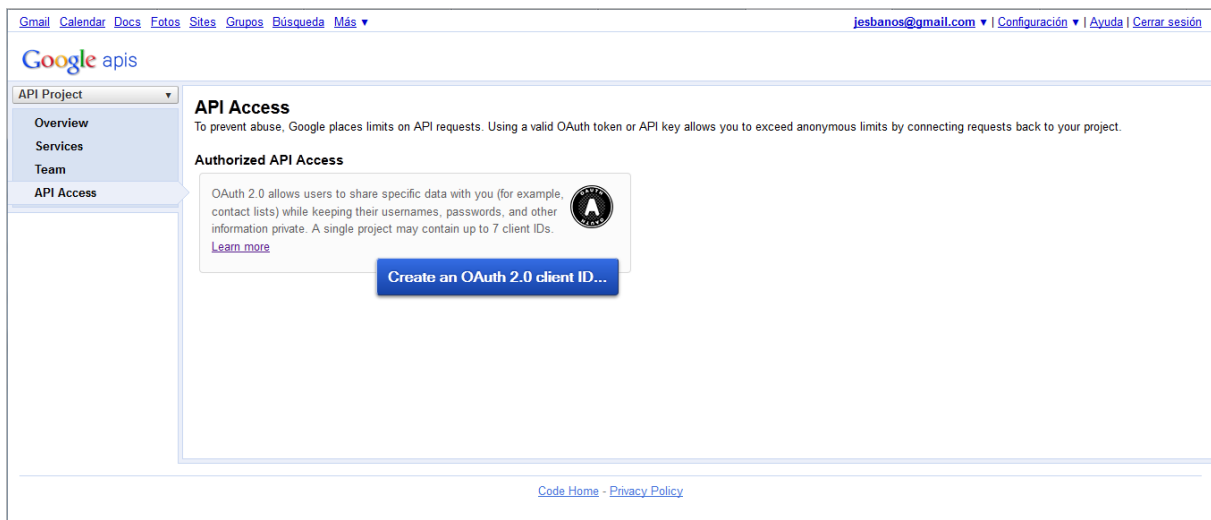 Gmail Calendar Docs Fotos Sites Grupos Búsqueda Más ▼ jesbanos@gmail.com ▼ | Configuración ▼ | Ayuda | Cerrar sesión
Google apis
API Project ▼
Overview
Services
Team
API Access
API Access
To prevent abuse, Google places limits on API requests. Using a valid OAuth token or API key allows you to exceed anonymous limits by connecting requests back to your project.
Authorized API Access
OAuth 2.0 allows users to share specific data with you (for example,
contact lists) while keeping their usernames, passwords, and other
information private. A single project may contain up to 7 client IDs.
Learn more
OAUTH
A
OAUTH
Create an OAuth 2.0 client ID...
Code Home - Privacy Policy